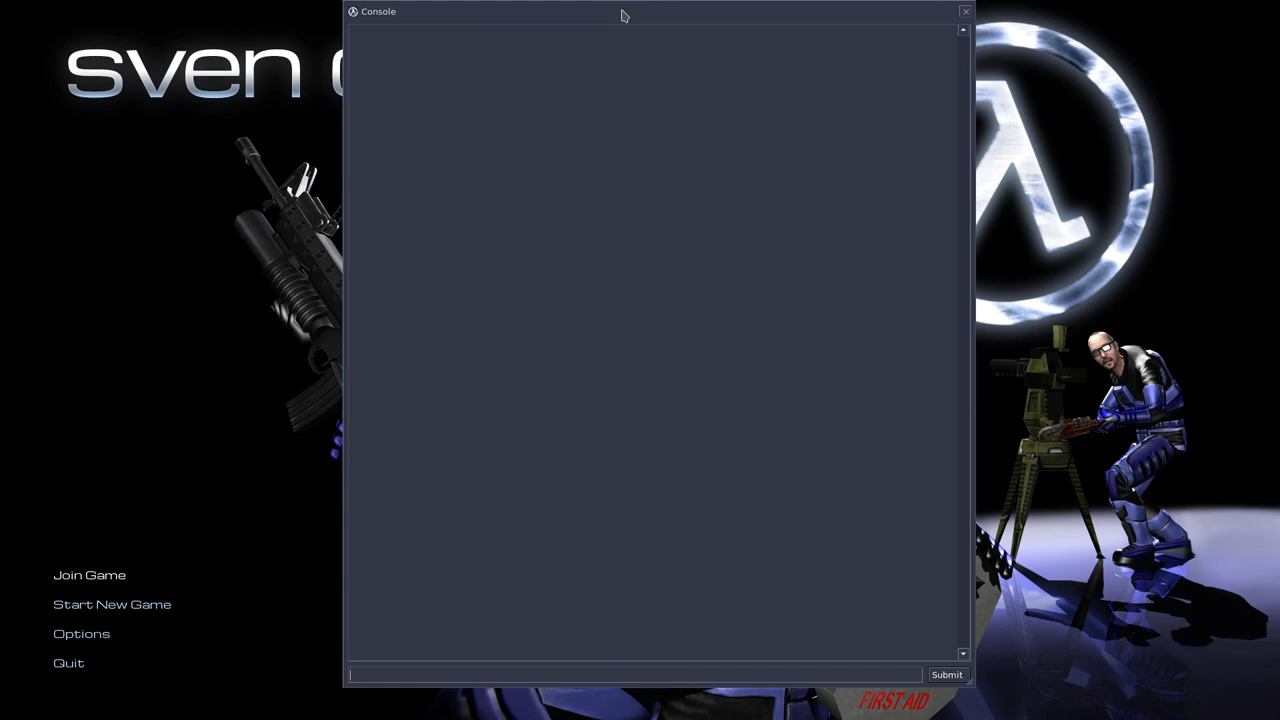 Console
sven
Join Game
Start New Game
Options
Quit
Submit
FIRST AID